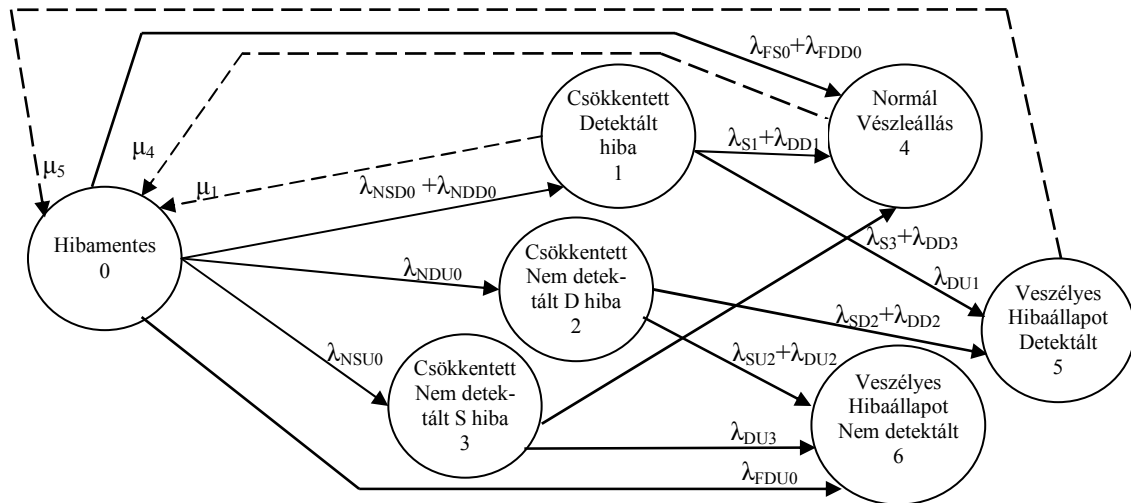 λFS0+λFDD0
Csökkentett
Detektált
hiba
1
Normál
Vészleállás
4
λS1+λDD1
μ5
μ4
μ1
λNSD0 +λNDD0
Hibamentes
0
λS3+λDD3
Csökkentett
Nem detek-
tált D hiba
2
λNDU0
λDU1
Veszélyes
Hibaállapot
Detektált
5
λSD2+λDD2
λNSU0
λSU2+λDU2
Csökkentett
Nem detek-
tált S hiba
3
Veszélyes
Hibaállapot
Nem detektált
6
λDU3
λFDU0